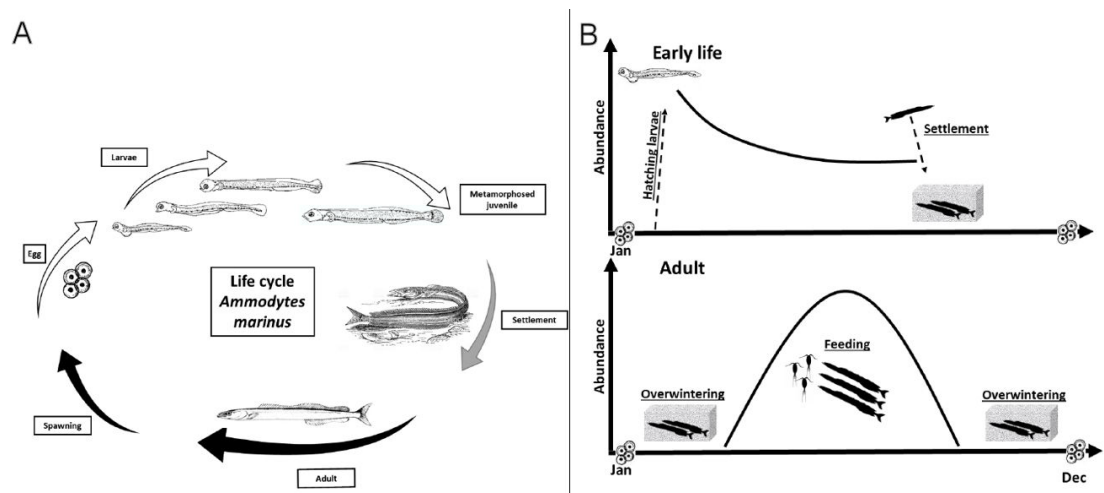 A
Larvae
Metamorphosed
juvenile
Egg
Life cycle
Ammodytes
marinus
Settlement
Spawning
Adult
B
Early life
Abundance
Hatching larvae
Settlement
Jan
Adult
Abundance
Feeding
Overwintering
Overwintering
Jan
Dec